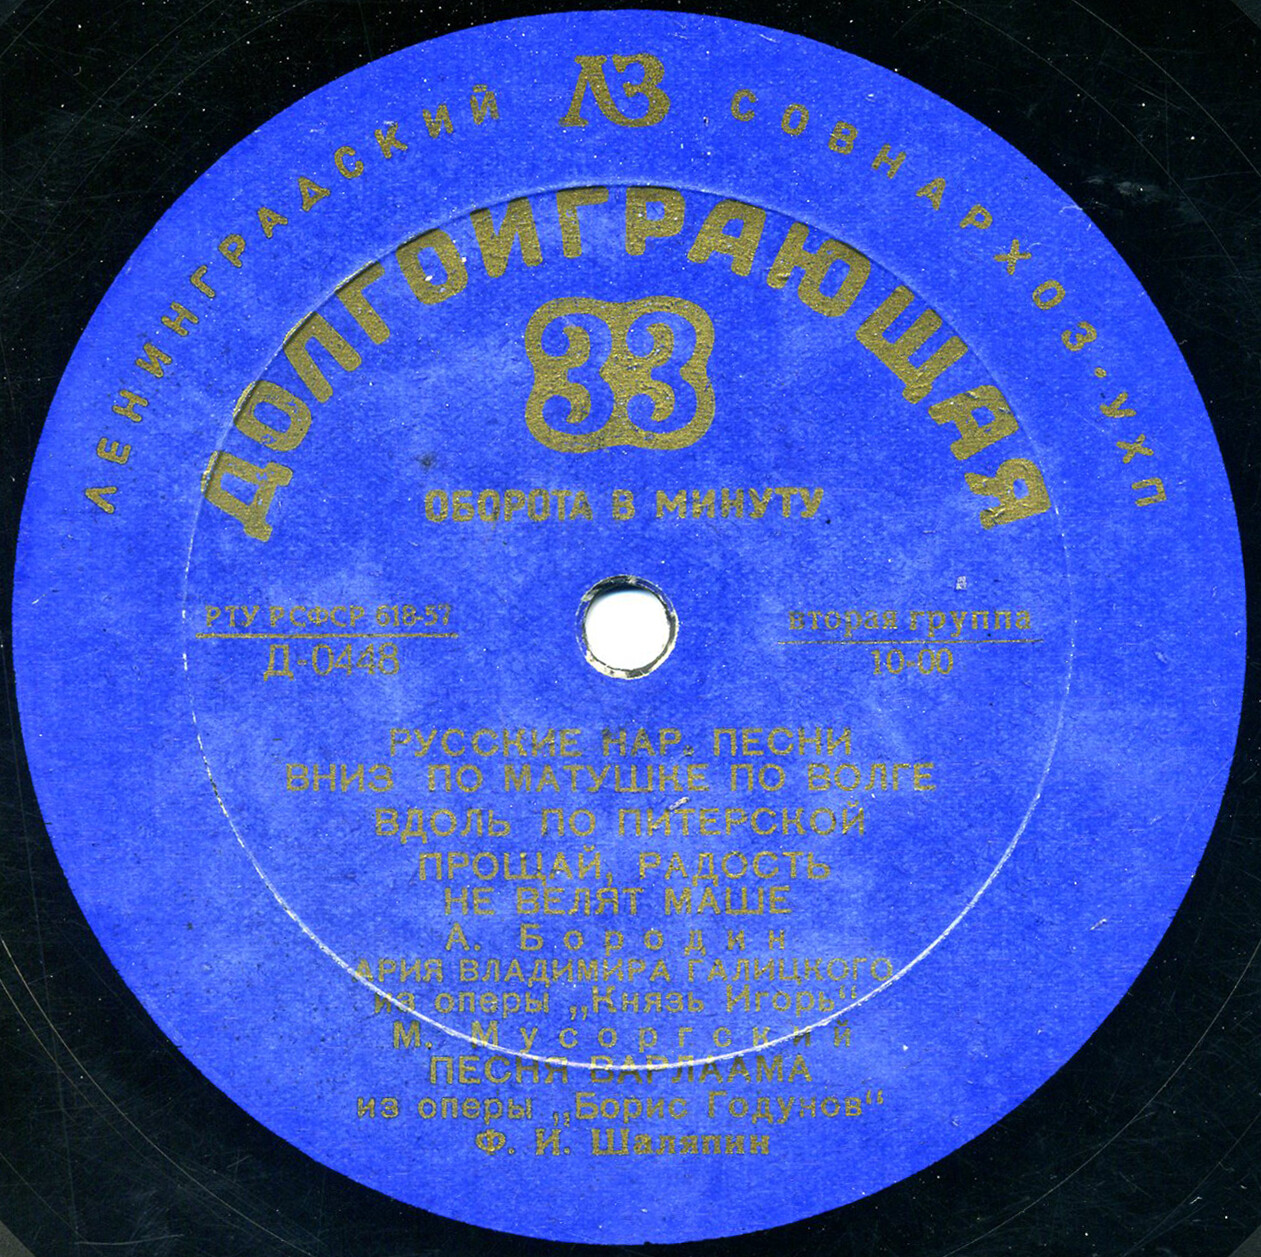 ЛЕНИНГРАДСКИЙ ЛЗ СОВНАРХОЗ·УХП
ДОЛГОИГРАЮЩАЯ
33
ОБОРОТА В МИНУТУ
РТУ РСФСР 618-57
Д-0448
вторая группа
10-00
РУССКИЕ НАР. ПЕСНИ
ВНИЗ ПО МАТУШКЕ ПО ВОЛГЕ
ВДОЛЬ ПО ПИТЕРСКОЙ
ПРОЩАЙ, РАДОСТЬ
НЕ ВЕЛЯТ МАШЕ
А. Бородин
АРИЯ ВЛАДИМИРА ГАЛИЦКОГО
из оперы „Князь Игорь“
М. Мусоргский
ПЕСНЯ ВАРЛААМА
из оперы „Борис Годунов“
Ф. И. Шаляпин